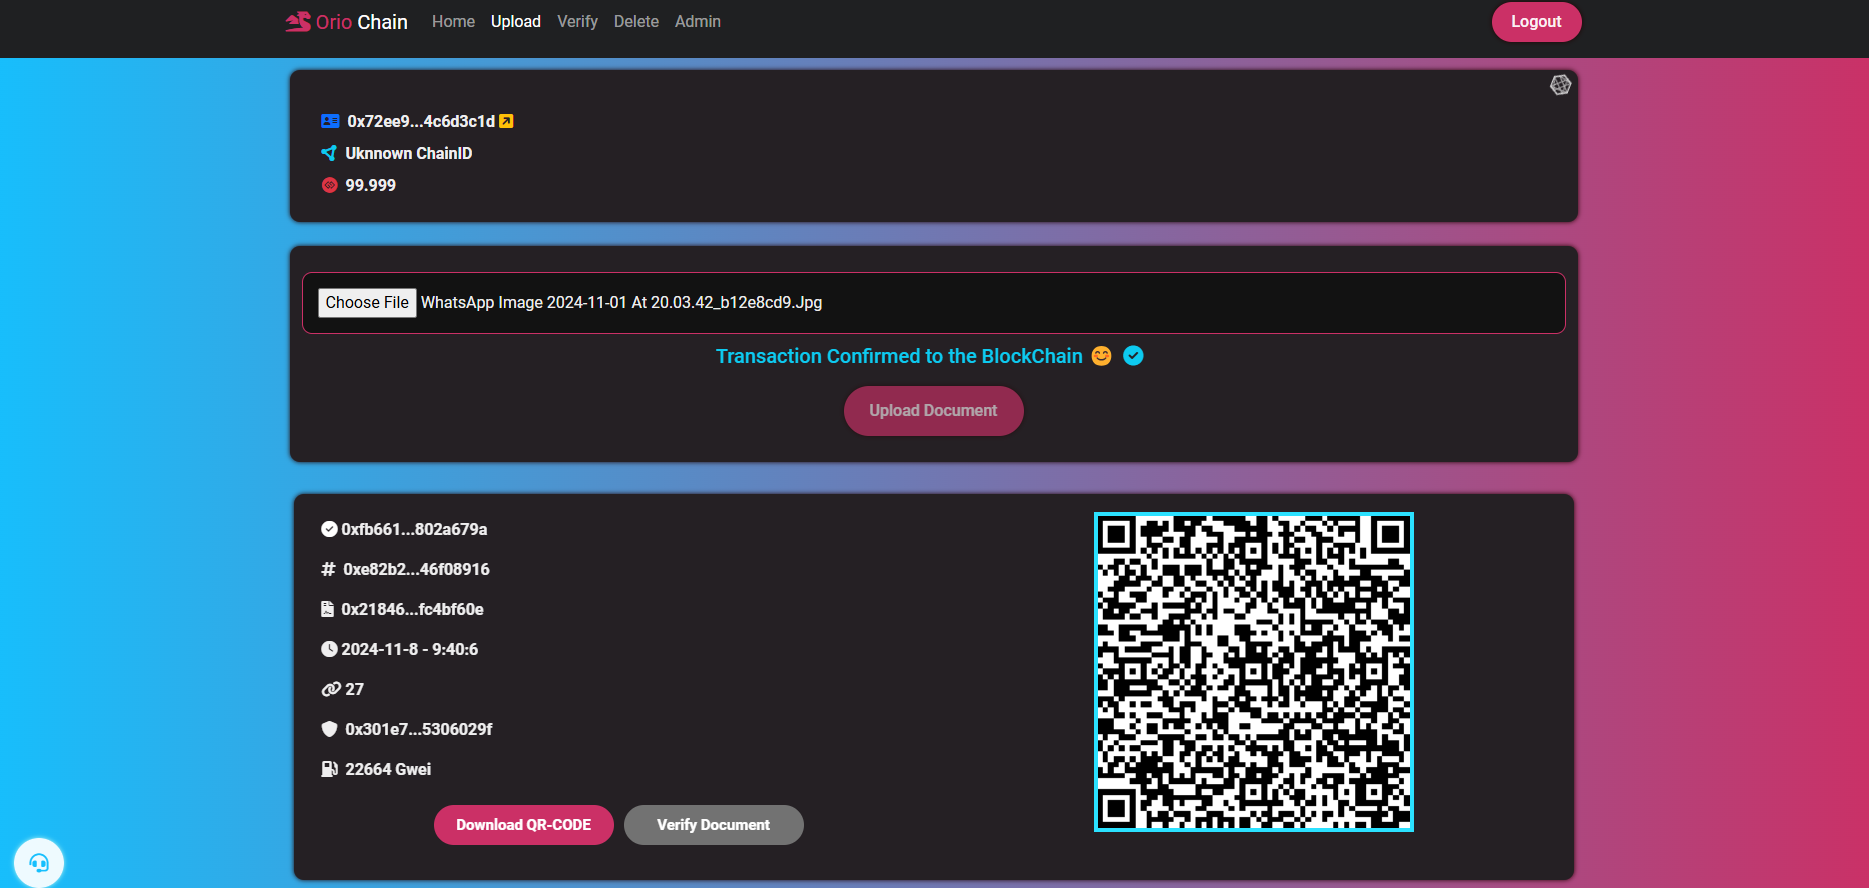 Orio Chain Home Upload Verify Delete Admin Logout
0x72ee9...4c6d3c1d
Uknnown ChainID
99.999
Choose File WhatsApp Image 2024-11-01 At 20.03.42_b12e8cd9.Jpg
Transaction Confirmed to the BlockChain 😊
Upload Document
0xfb661...802a679a
# 0xe82b2...46f08916
0x21846...fc4bf60e
2024-11-8 - 9:40:6
27
0x301e7...5306029f
22664 Gwei
Download QR-CODE Verify Document